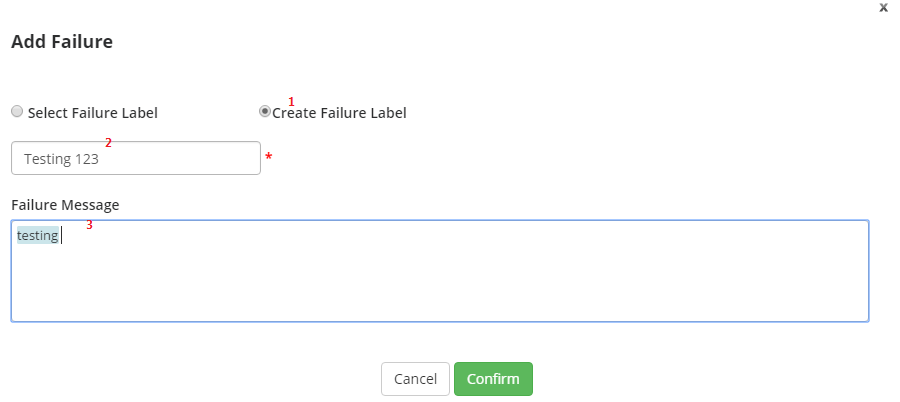 x
Add Failure
1
Select Failure Label Create Failure Label
2
Testing 123 *
Failure Message
3
testing
Cancel Confirm